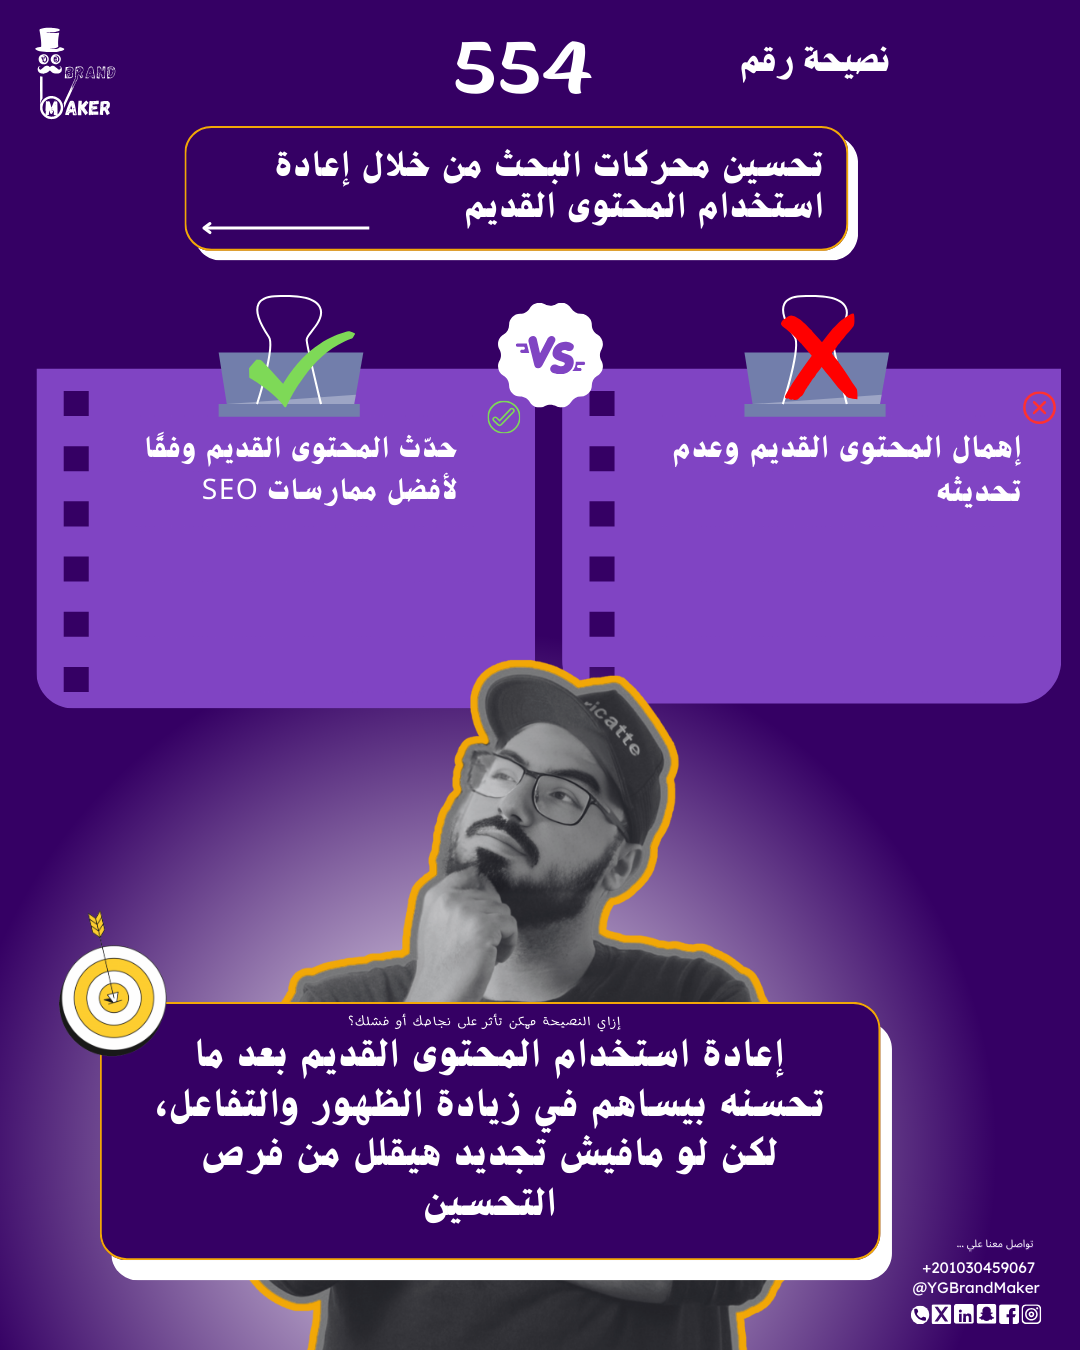 BRAND
MAKER
نصيحة رقم 554
تحسين محركات البحث من خلال إعادة
استخدام المحتوى القديم
VS
إهمال المحتوى القديم وعدم
تحديثه
حدّث المحتوى القديم وفقًا
لأفضل ممارسات SEO
icatte
إزاي النصيحة ممكن تأثر على نجاحك أو فشلك؟
إعادة استخدام المحتوى القديم بعد ما
تحسنه بيساهم في زيادة الظهور والتفاعل،
لكن لو مافيش تجديد هيقلل من فرص
التحسين
تواصل معنا علي ...
+201030459067
@YGBrandMaker